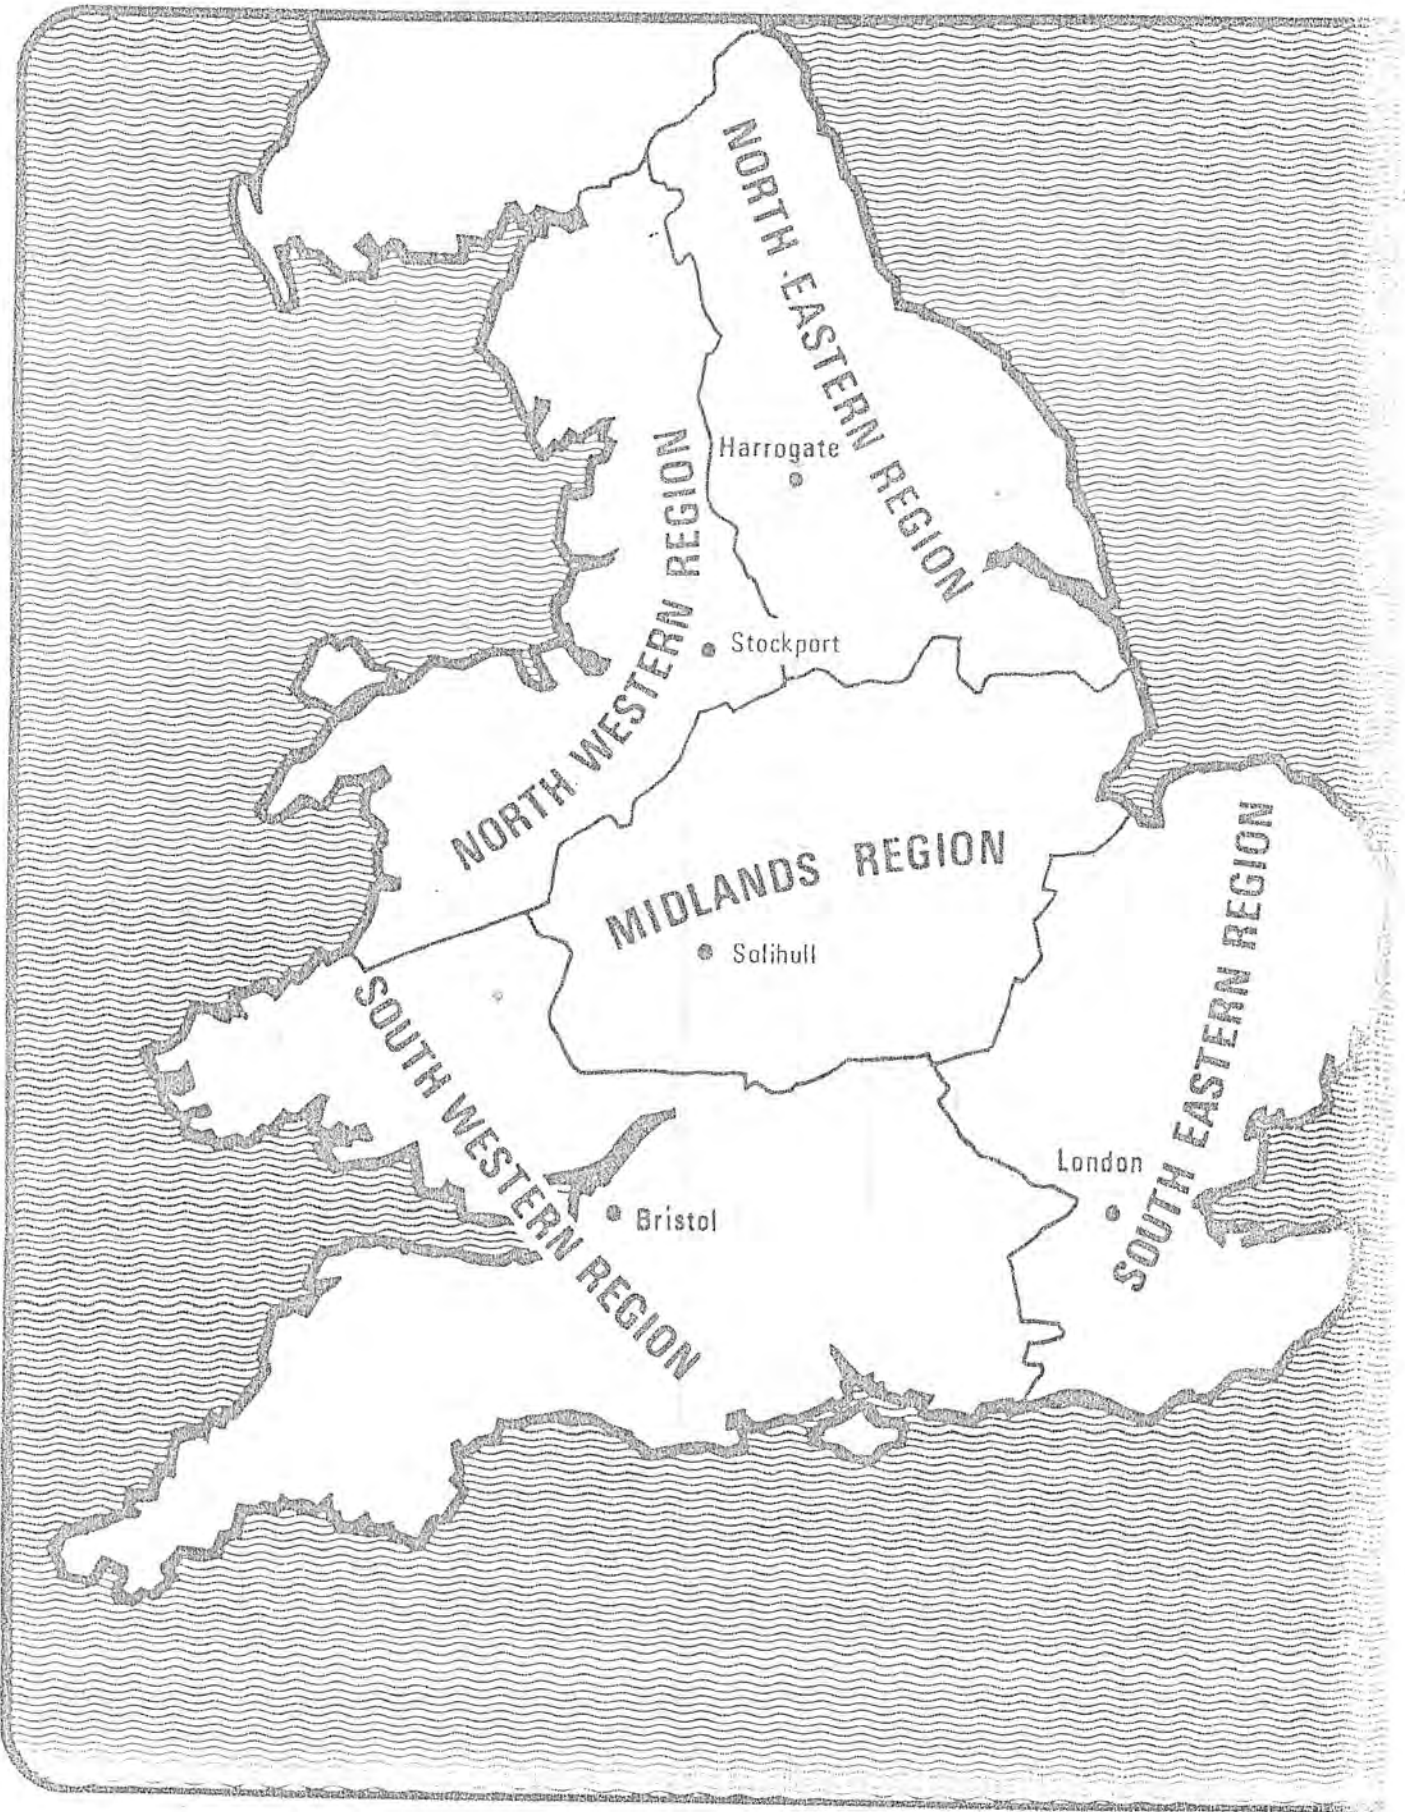 NORTH EASTERN REGION
Harrogate
NORTH WESTERN REGION
Stockport
MIDLANDS REGION
Solihull
SOUTH EASTERN REGION
SOUTH WESTERN REGION
London
Bristol